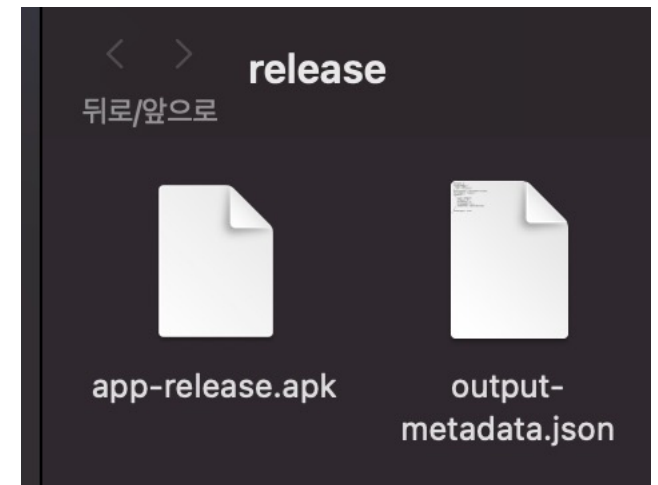 release
뒤로/앞으로
app-release.apk
output-
metadata.json